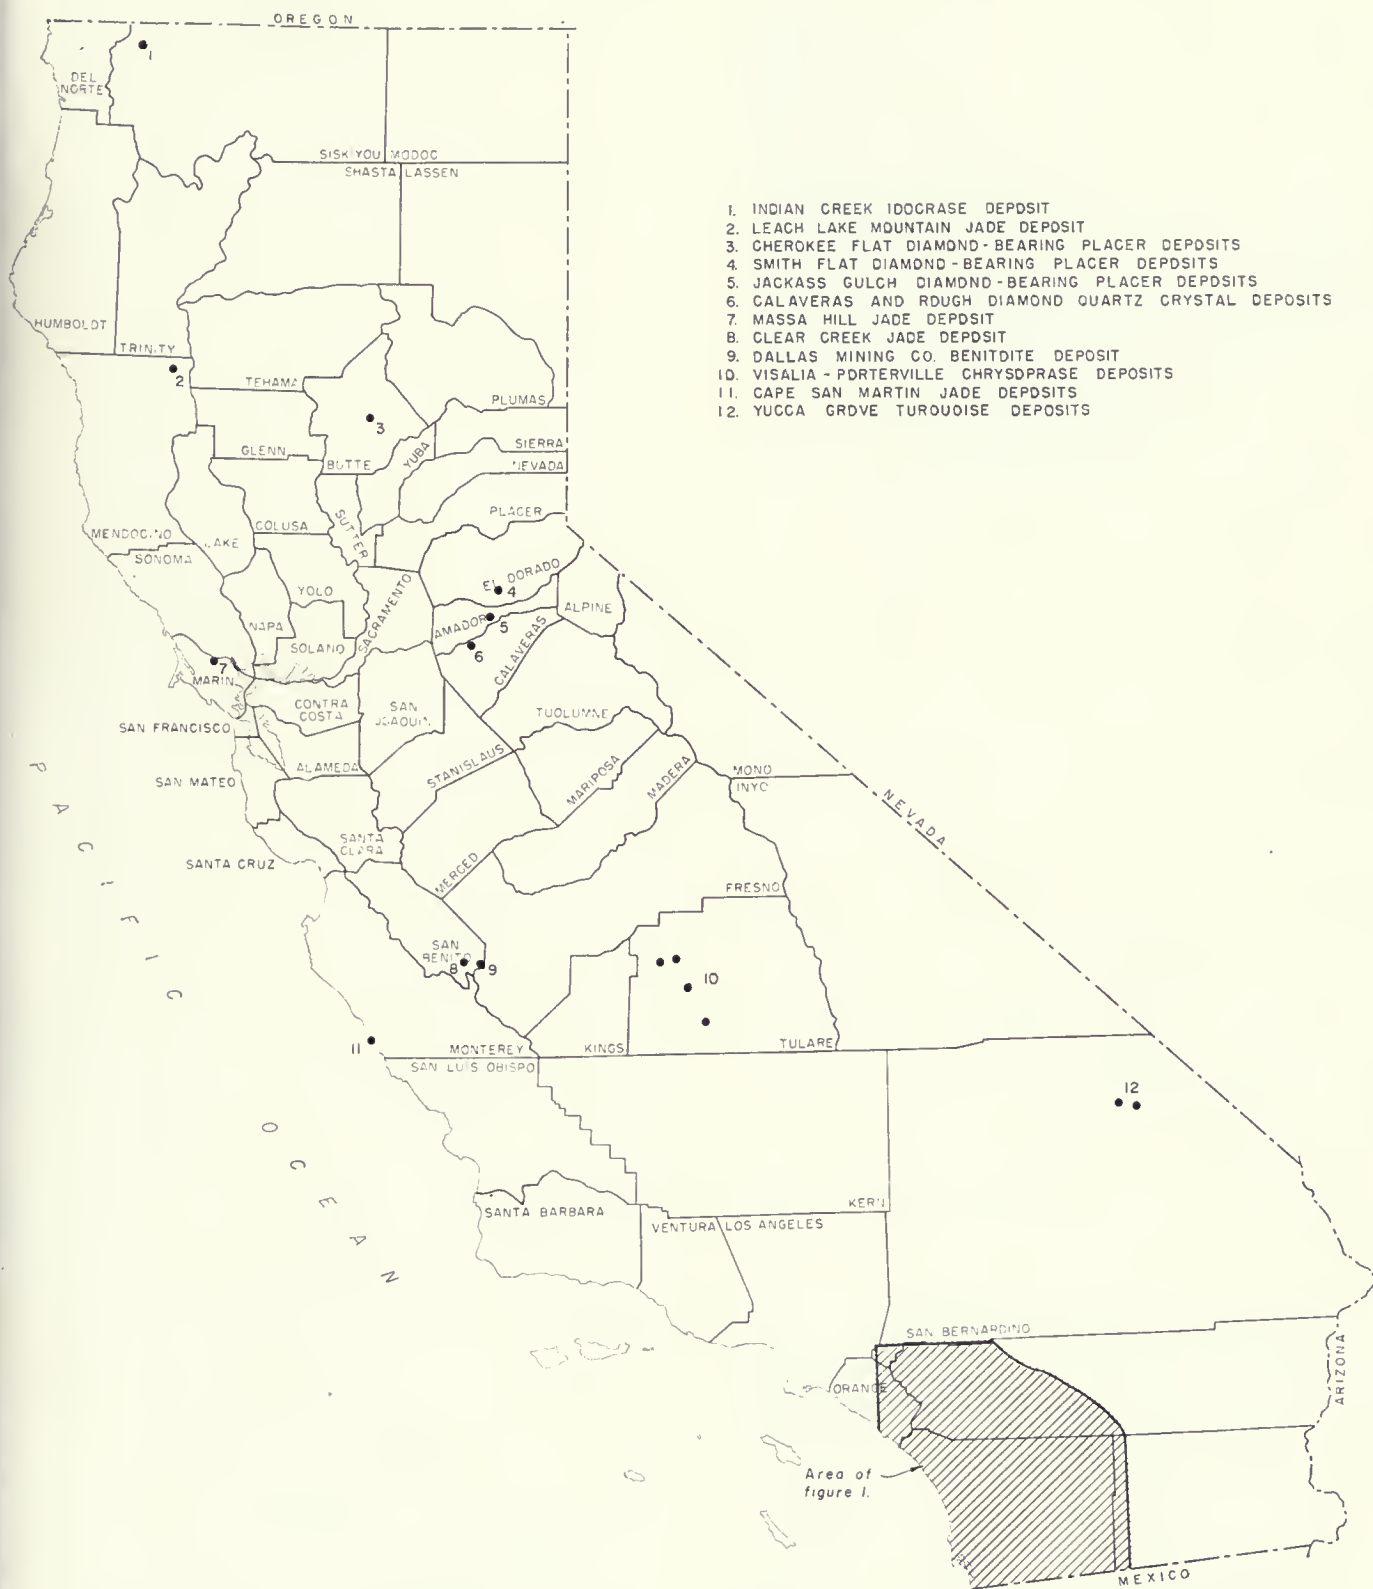 OREGON
1
DEL
NORTE
SISKIYOU MODOC
SHASTA LASSEN
1. INDIAN CREEK IDOCRASE DEPOSIT
2. LEACH LAKE MOUNTAIN JADE DEPOSIT
3. CHEROKEE FLAT DIAMOND-BEARING PLACER DEPOSITS
4. SMITH FLAT DIAMOND-BEARING PLACER DEPOSITS
5. JACKASS GULCH DIAMOND-BEARING PLACER DEPOSITS
6. CALAVERAS AND ROUGH DIAMOND QUARTZ CRYSTAL DEPOSITS
7. MASSA HILL JADE DEPOSIT
8. CLEAR CREEK JADE DEPOSIT
9. DALLAS MINING CO. BENITOITE DEPOSIT
10. VISALIA - PORTERVILLE CHRYSOPRASE DEPOSITS
11. CAPE SAN MARTIN JADE DEPOSITS
12. YUCCA GROVE TURQUOISE DEPOSITS
HUMBOLDT
TRINITY
2
TEHAMA
PLUMAS
3
GLENN
BUTTE
YUBA
SIERRA
NEVADA
PLACER
MENDOCINO
LAKE
COLUSA
SUTTER
SONOMA
YOLO
SACRAMENTO
EL DORADO
4
ALPINE
NAPA
SOLANO
AMADOR
5
6
CALAVERAS
7
MARIN
CONTRA
COSTA
SAN
JOAQUIN
TUOLUMNE
SAN FRANCISCO
ALAMEDA
STANISLAUS
MARIPOSA
MADERA
MONO
INYO
SAN MATEO
NEVADA
SANTA
CLARA
SANTA CRUZ
MERCED
FRESNO
PACIFIC
SAN
BENITO
8
9
10
11
MONTEREY
KINGS
TULARE
SAN LUIS OBISPO
12
OCEAN
SANTA BARBARA
KERN
VENTURA
LOS ANGELES
SAN BERNARDINO
ORANGE
ARIZONA
Area of
figure 1.
MEXICO